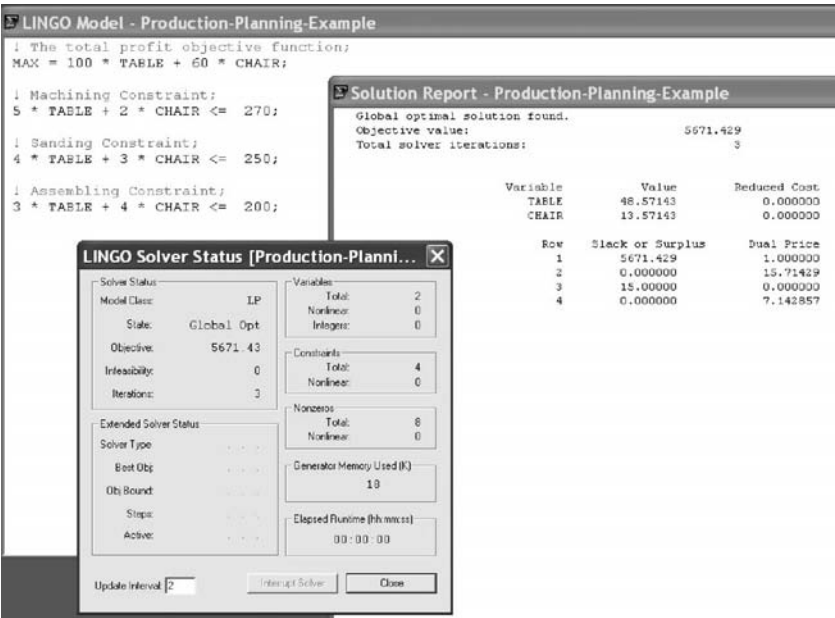 LINGO Model - Production-Planning-Example
! The total profit objective function;
MAX = 100 * TABLE + 60 * CHAIR;
! Machining Constraint;
5 * TABLE + 2 * CHAIR <= 270;
! Sanding Constraint;
4 * TABLE + 3 * CHAIR <= 250;
! Assembling Constraint;
3 * TABLE + 4 * CHAIR <= 200;
Solution Report - Production-Planning-Example
Global optimal solution found.
Objective value: 5671.429
Total solver iterations: 3
Variable Value Reduced Cost
TABLE 48.57143 0.000000
CHAIR 13.57143 0.000000
Row Slack or Surplus Dual Price
1 5671.429 1.000000
2 0.000000 15.71429
3 15.00000 0.000000
4 0.000000 7.142857
LINGO Solver Status [Production-Planni...
Solver Status
Model Class: LP
State: Global Opt
Objective: 5671.43
Infeasibility: 0
Iterations: 3
Extended Solver Status
Solver Type . . .
Best Obj: . . .
Obj Bound: . . .
Steps: . . .
Active: . . .
Update Interval: 2
Variables
Total: 2
Nonlinear: 0
Integers: 0
Constraints
Total: 4
Nonlinear: 0
Nonzeros
Total: 8
Nonlinear: 0
Generator Memory Used (K)
18
Elapsed Runtime (hh:mm:ss)
00:00:00
Interrupt Solver
Close